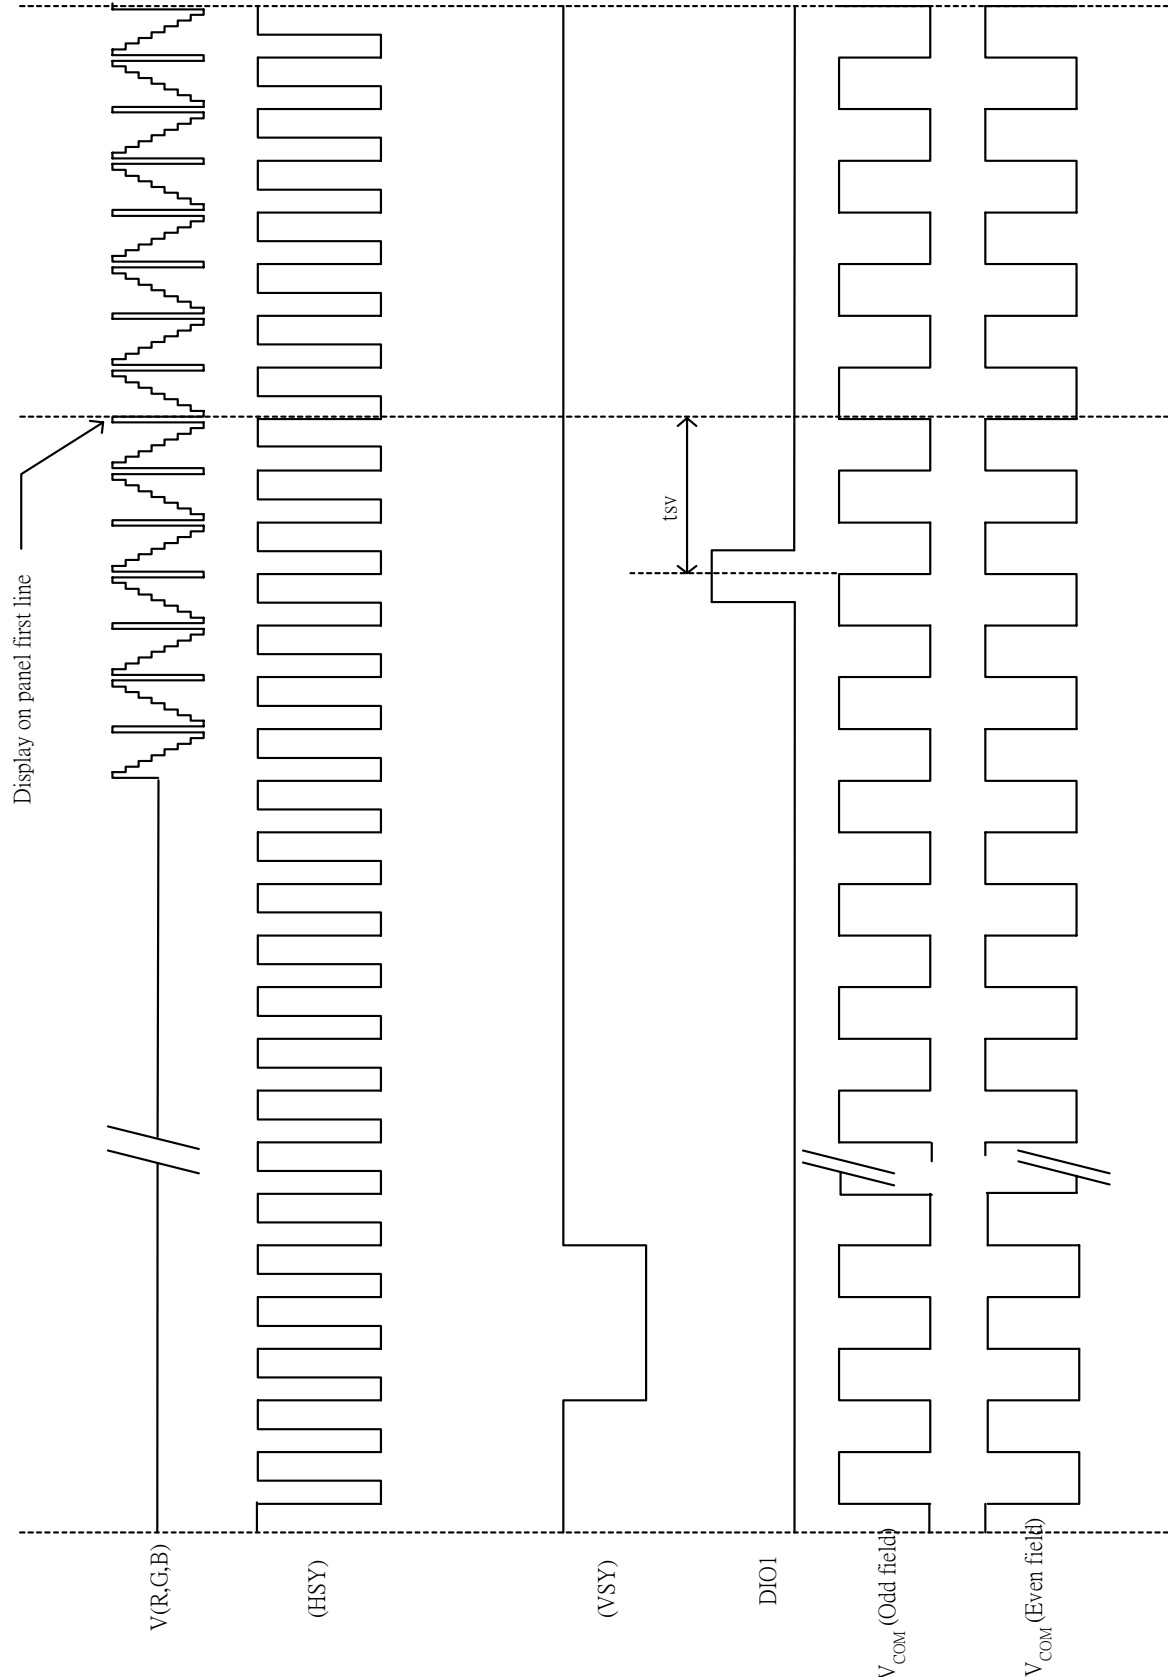 Display on panel first line
tsv
V(R,G,B)
(HSY)
(VSY)
DIO1
VCOM (Odd field)
VCOM (Even field)